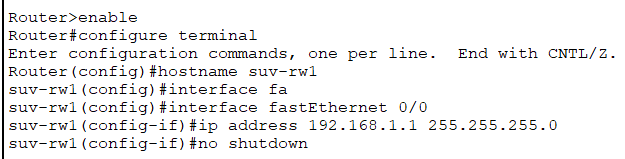 Router>enable
Router#configure terminal
Enter configuration commands, one per line.  End with CNTL/Z.
Router(config)#hostname suv-rw1
suv-rw1(config)#interface fa
suv-rw1(config)#interface fastEthernet 0/0
suv-rw1(config-if)#ip address 192.168.1.1 255.255.255.0
suv-rw1(config-if)#no shutdown